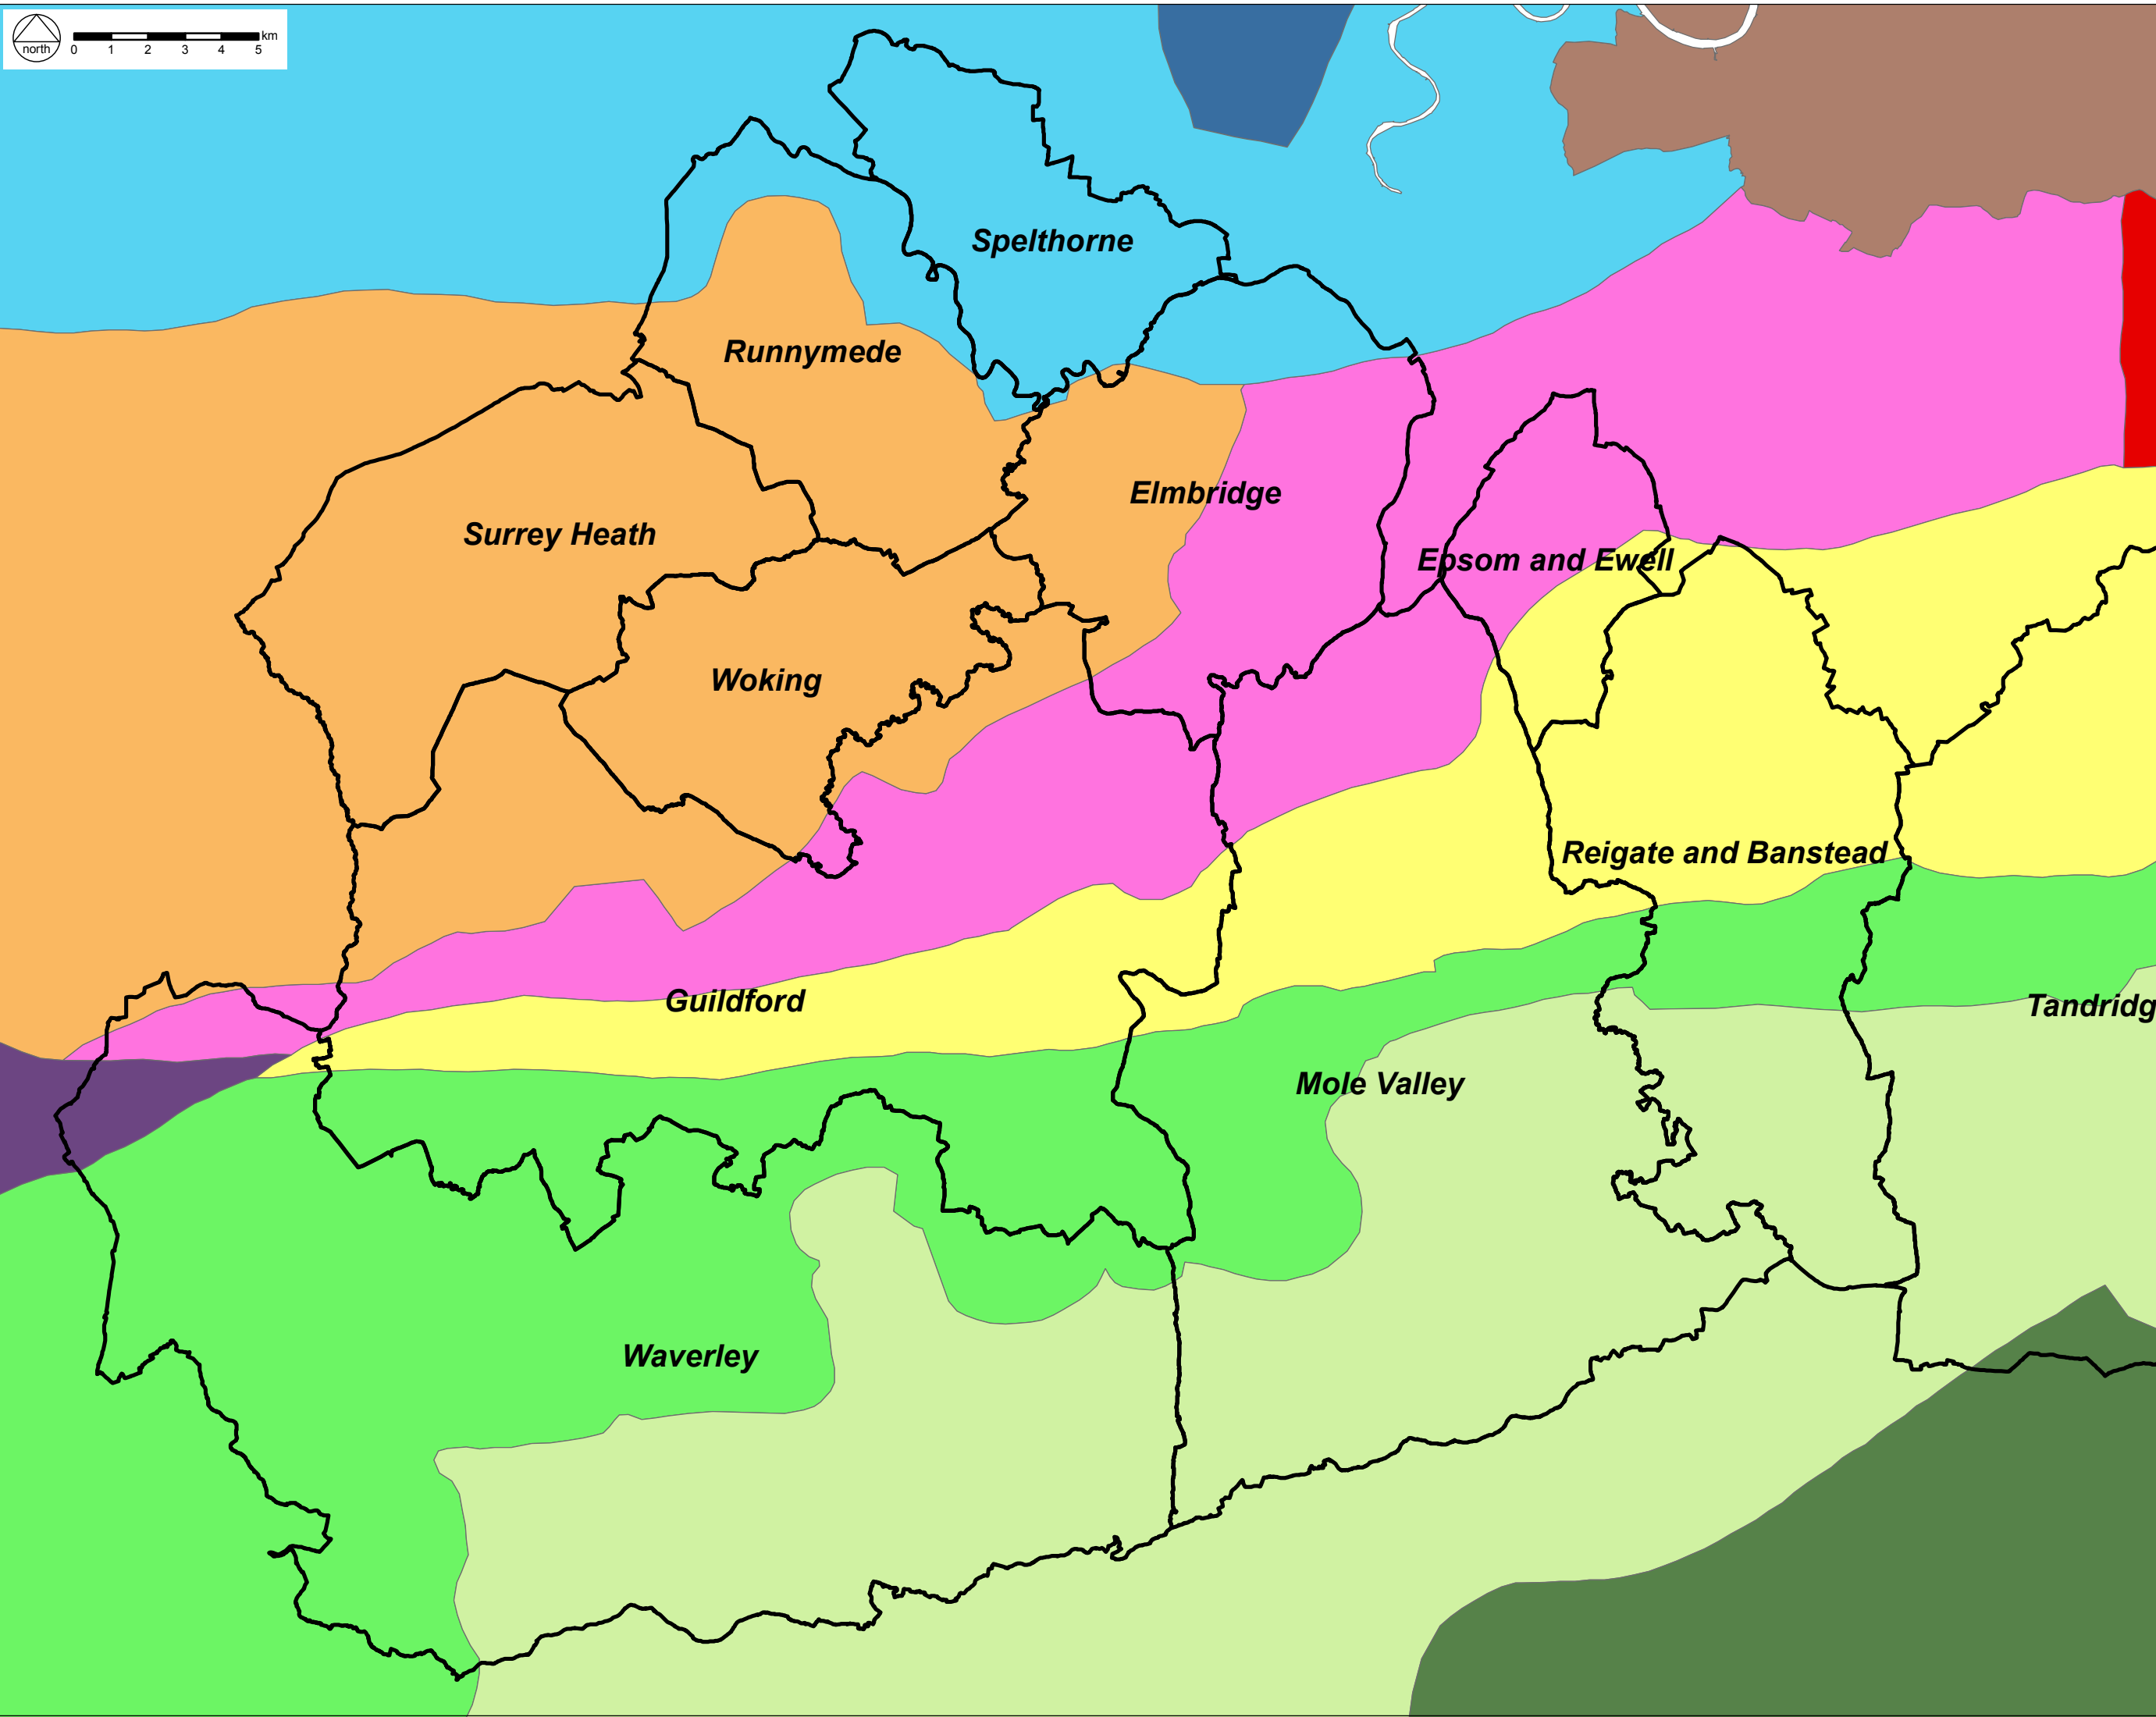 north
km
0 1 2 3 4 5
Spelthorne
Runnymede
Elmbridge
Surrey Heath
Epsom and Ewell
Woking
Reigate and Banstead
Guildford
Tandridg
Mole Valley
Waverley